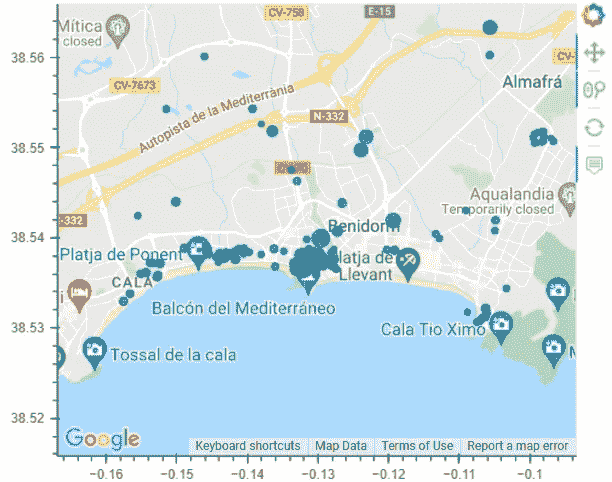 CV-758
E-15
Mítica
closed
CV-
CV-7673
Almafrá
Autopista de la Mediterrània
N-332
Aqualandia
Temporarily closed
-332
Benidorm
Platja de Ponent
latja de
Llevant
CALA
Balcón del Mediterráneo
Cala Tio Ximo
Tossal de la cala
Google
Keyboard shortcuts
Map Data
Terms of Use
Report a map error
38.56
38.55
38.54
38.53
38.52
−0.16
−0.15
−0.14
−0.13
−0.12
−0.11
−0.1